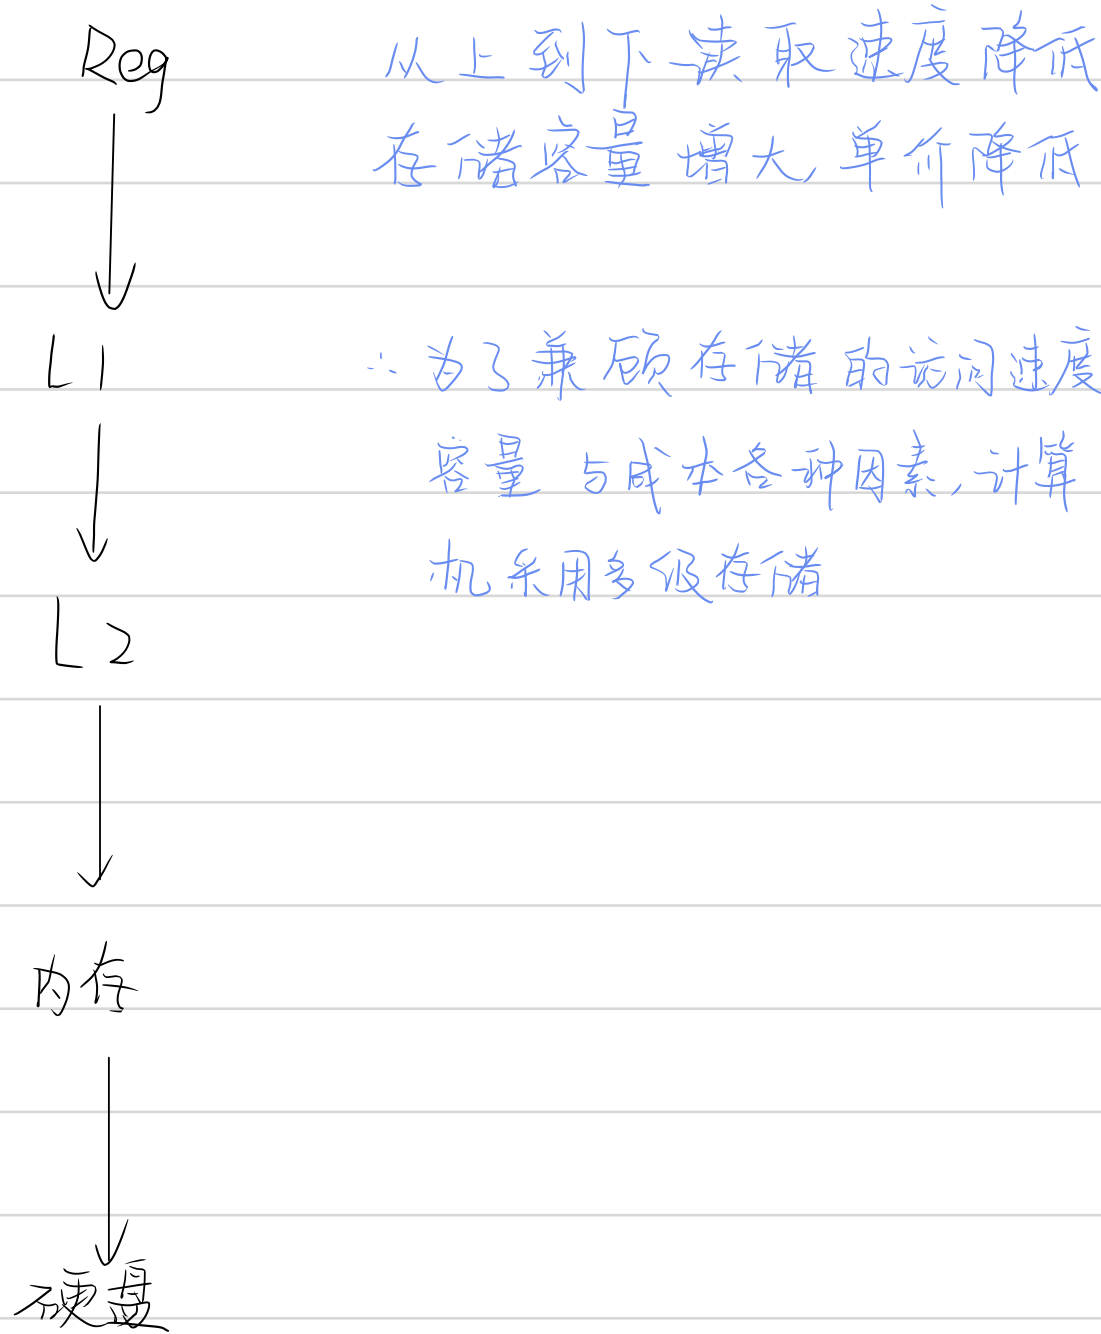 Reg
从上到下读取速度降低
存储容量增大,单价降低
L1
∴为了兼顾存储的访问速度
容量与成本各种因素,计算
机采用多级存储
L2
内存
硬盘